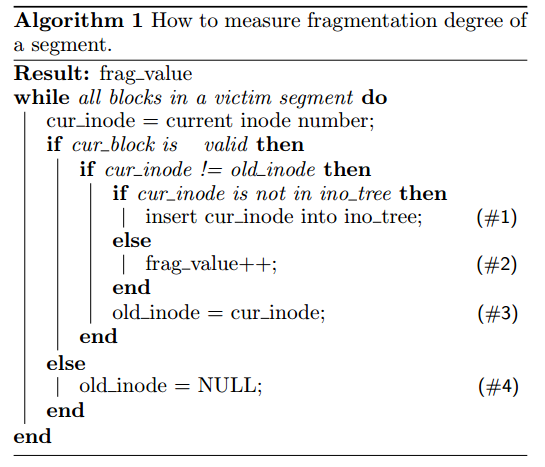 Algorithm 1 How to measure fragmentation degree of
a segment.
Result: frag_value
while all blocks in a victim segment do
cur_inode = current inode number;
if cur_block is valid then
if cur_inode != old_inode then
if cur_inode is not in ino_tree then
insert cur_inode into ino_tree; (#1)
else
frag_value++; (#2)
end
old_inode = cur_inode; (#3)
end
else
old_inode = NULL; (#4)
end
end